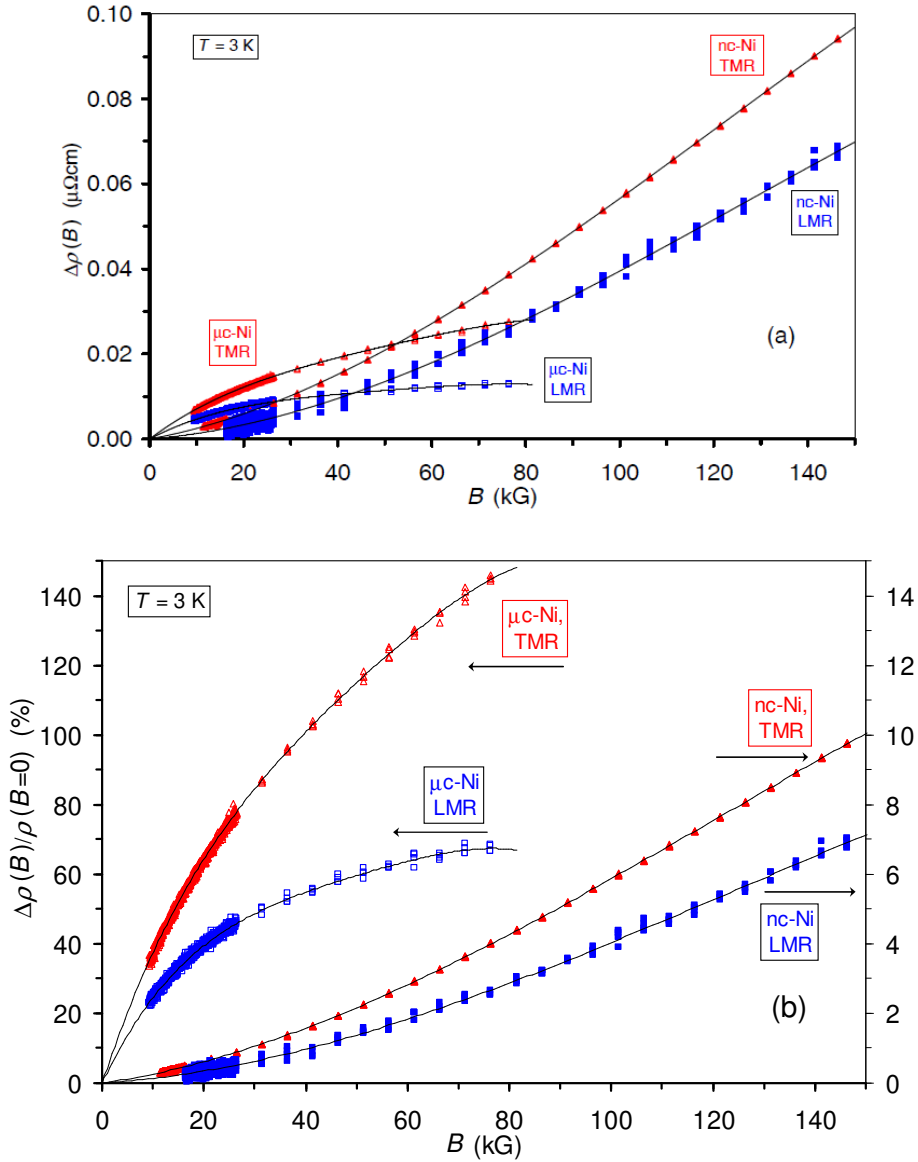 0.10
0.08
0.06
0.04
0.02
0.00
Δρ(B) (μΩcm)
T = 3 K
nc-Ni
TMR
nc-Ni
LMR
μc-Ni
TMR
μc-Ni
LMR
(a)
0 20 40 60 80 100 120 140
B (kG)
140
120
100
80
60
40
20
0
Δρ(B)/ρ(B=0) (%)
T = 3 K
μc-Ni,
TMR
nc-Ni,
TMR
μc-Ni
LMR
nc-Ni
LMR
(b)
14
12
10
8
6
4
2
0
0 20 40 60 80 100 120 140
B (kG)